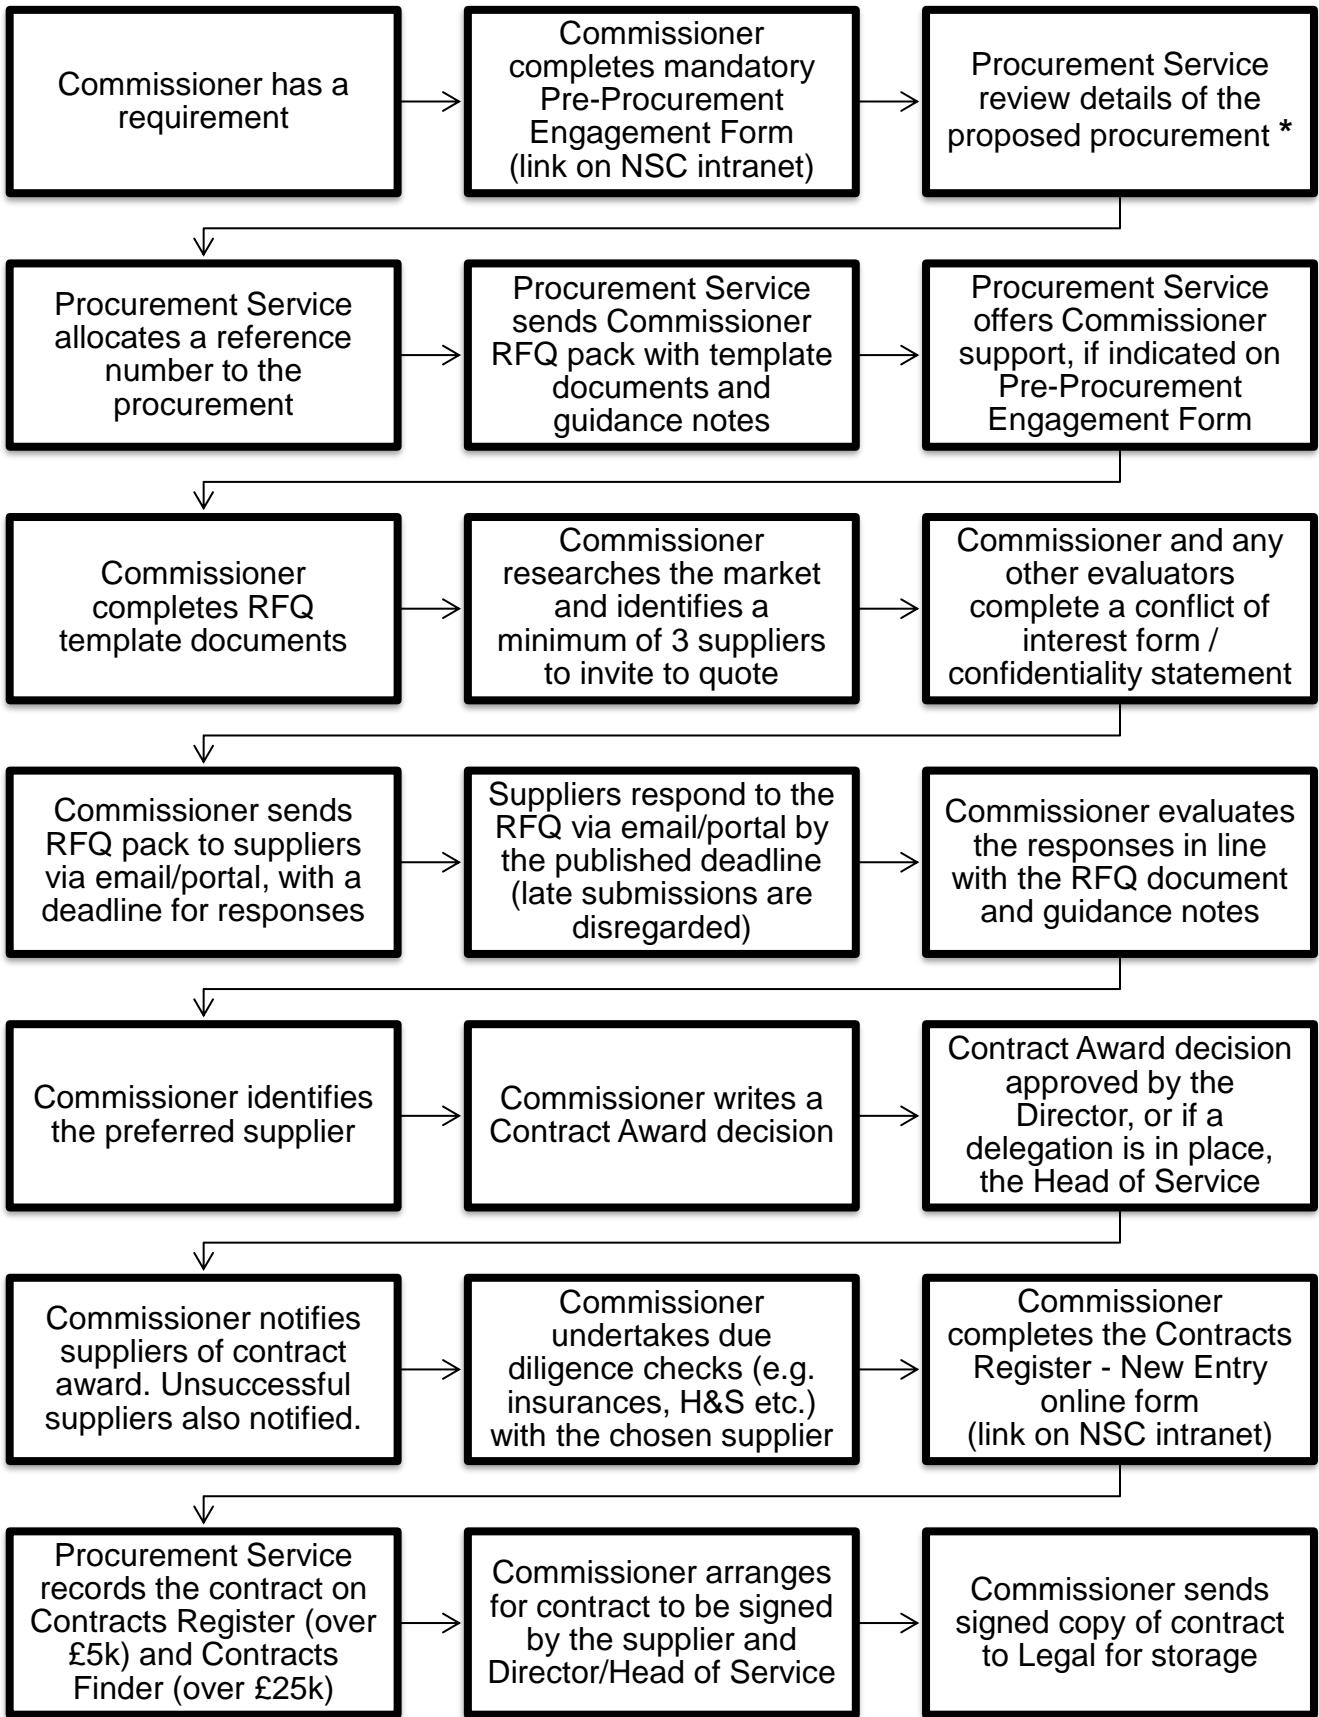 Commissioner has a
requirement
Commissioner
completes mandatory
Pre-Procurement
Engagement Form
(link on NSC intranet)
Procurement Service
review details of the
proposed procurement *
Procurement Service
allocates a reference
number to the
procurement
Procurement Service
sends Commissioner
RFQ pack with template
documents and
guidance notes
Procurement Service
offers Commissioner
support, if indicated on
Pre-Procurement
Engagement Form
Commissioner
completes RFQ
template documents
Commissioner
researches the market
and identifies a
minimum of 3 suppliers
to invite to quote
Commissioner and any
other evaluators
complete a conflict of
interest form /
confidentiality statement
Commissioner sends
RFQ pack to suppliers
via email/portal, with a
deadline for responses
Suppliers respond to the
RFQ via email/portal by
the published deadline
(late submissions are
disregarded)
Commissioner evaluates
the responses in line
with the RFQ document
and guidance notes
Commissioner identifies
the preferred supplier
Commissioner writes a
Contract Award decision
Contract Award decision
approved by the
Director, or if a
delegation is in place,
the Head of Service
Commissioner notifies
suppliers of contract
award. Unsuccessful
suppliers also notified.
Commissioner
undertakes due
diligence checks (e.g.
insurances, H&S etc.)
with the chosen supplier
Commissioner
completes the Contracts
Register - New Entry
online form
(link on NSC intranet)
Procurement Service
records the contract on
Contracts Register (over
£5k) and Contracts
Finder (over £25k)
Commissioner arranges
for contract to be signed
by the supplier and
Director/Head of Service
Commissioner sends
signed copy of contract
to Legal for storage